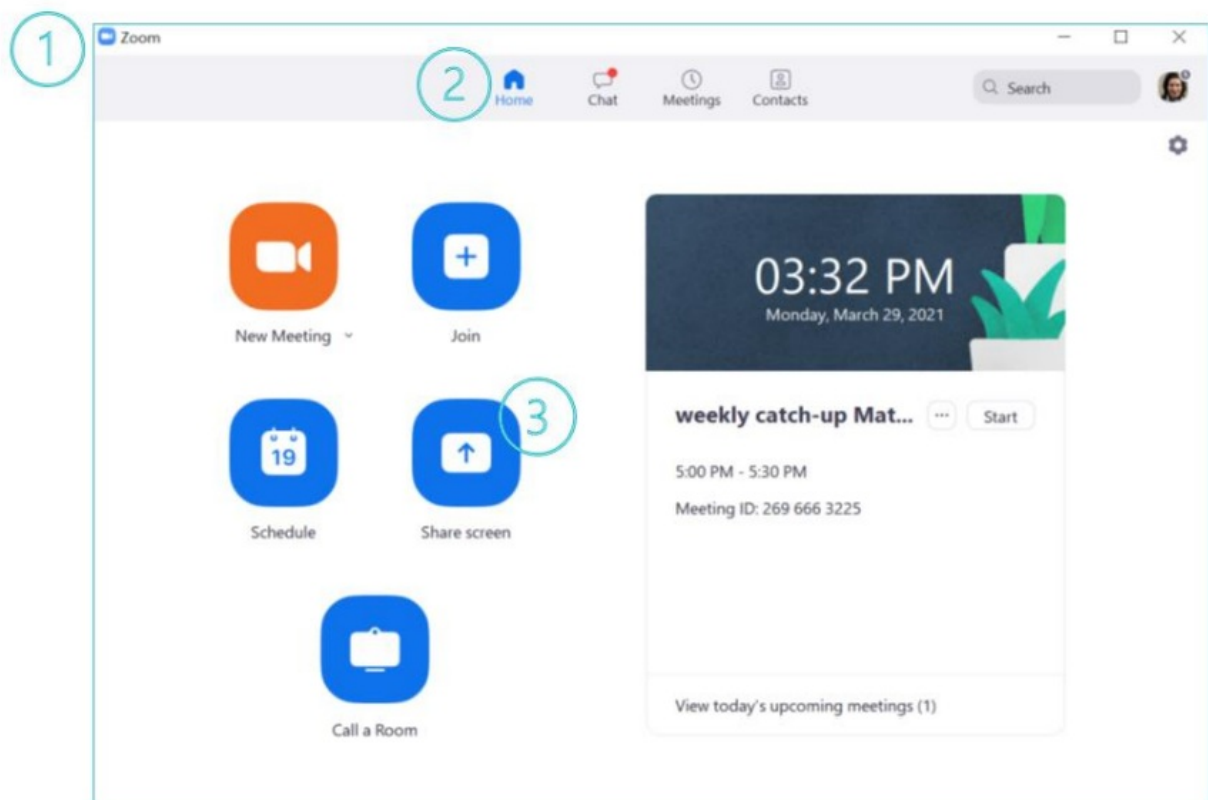 1
Zoom
2
Home
Chat
Meetings
Contacts
Search
03:32 PM
Monday, March 29, 2021
New Meeting
Join
weekly catch-up Mat... ... Start
3
19
5:00 PM - 5:30 PM
Meeting ID: 269 666 3225
Schedule
Share screen
View today's upcoming meetings (1)
Call a Room